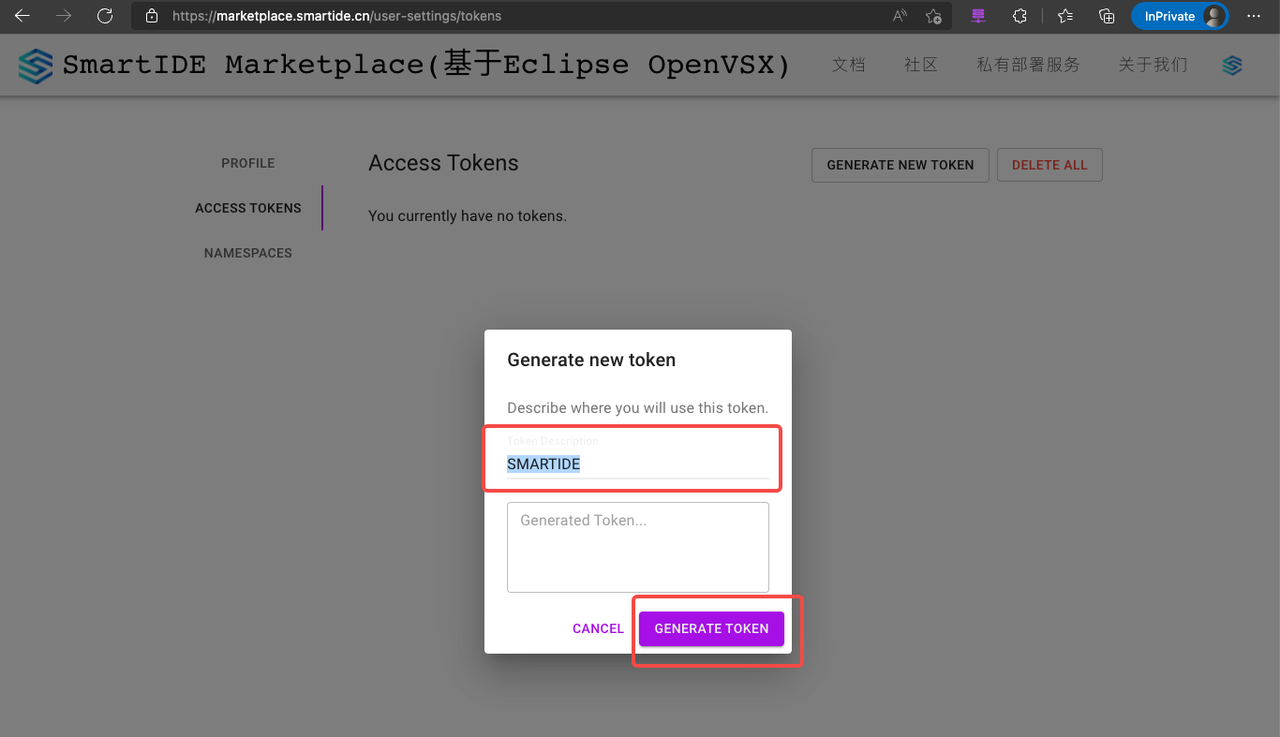 https://marketplace.smartide.cn/user-settings/tokens
InPrivate
SmartIDE Marketplace(基于Eclipse OpenVSX)
文档
社区
私有部署服务
关于我们
PROFILE
ACCESS TOKENS
NAMESPACES
Access Tokens
GENERATE NEW TOKEN
DELETE ALL
You currently have no tokens.
Generate new token
Describe where you will use this token.
Token Description
SMARTIDE
Generated Token...
CANCEL
GENERATE TOKEN